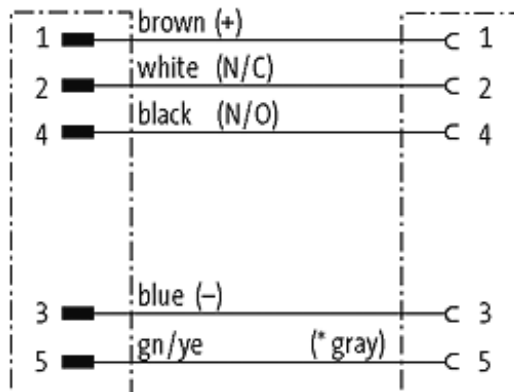 1 brown (+) 1
2 white (N/C) 2
4 black (N/O) 4
3 blue (–) 3
5 gn/ye (* gray) 5